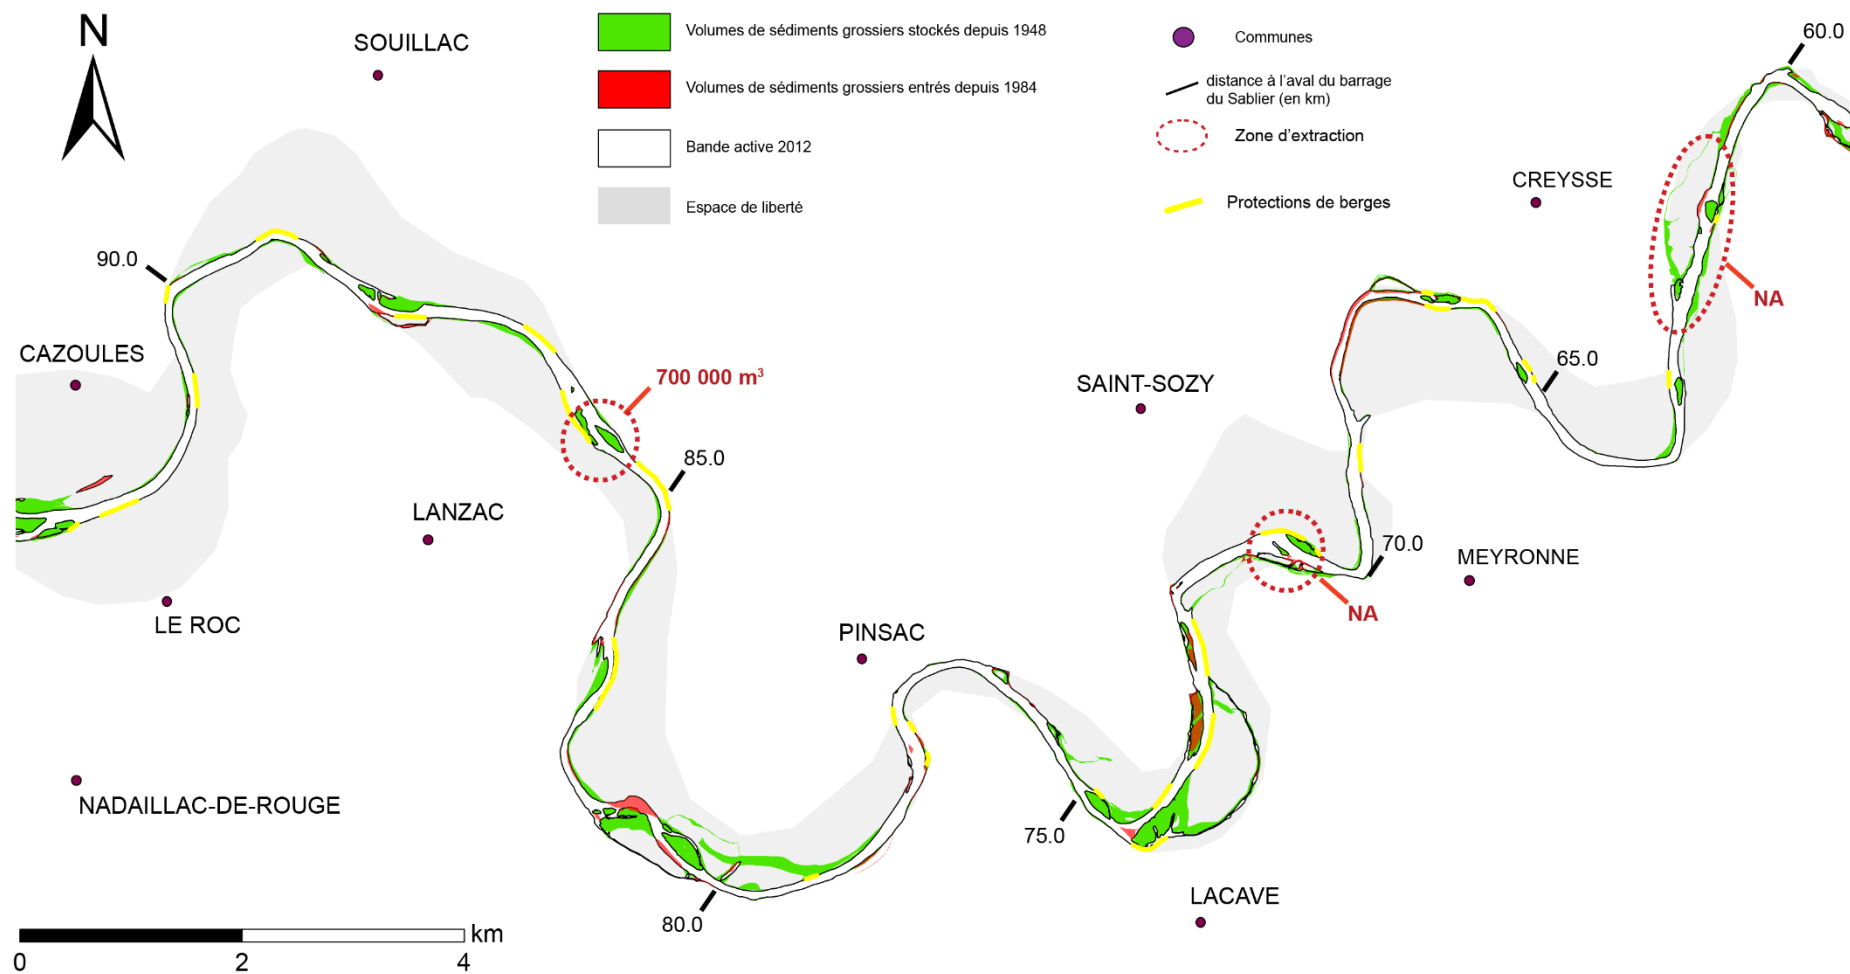 N
SOUILLAC
Volumes de sédiments grossiers stockés depuis 1948
Volumes de sédiments grossiers entrés depuis 1984
Bande active 2012
Espace de liberté
Communes
distance à l'aval du barrage
du Sablier (en km)
Zone d'extraction
Protections de berges
60.0
CREYSSE
NA
90.0
CAZOULES
700 000 m³
65.0
SAINT-SOZY
85.0
LANZAC
70.0
MEYRONNE
NA
LE ROC
PINSAC
NADAILLAC-DE-ROUGE
75.0
LACAVE
80.0
km
0
2
4